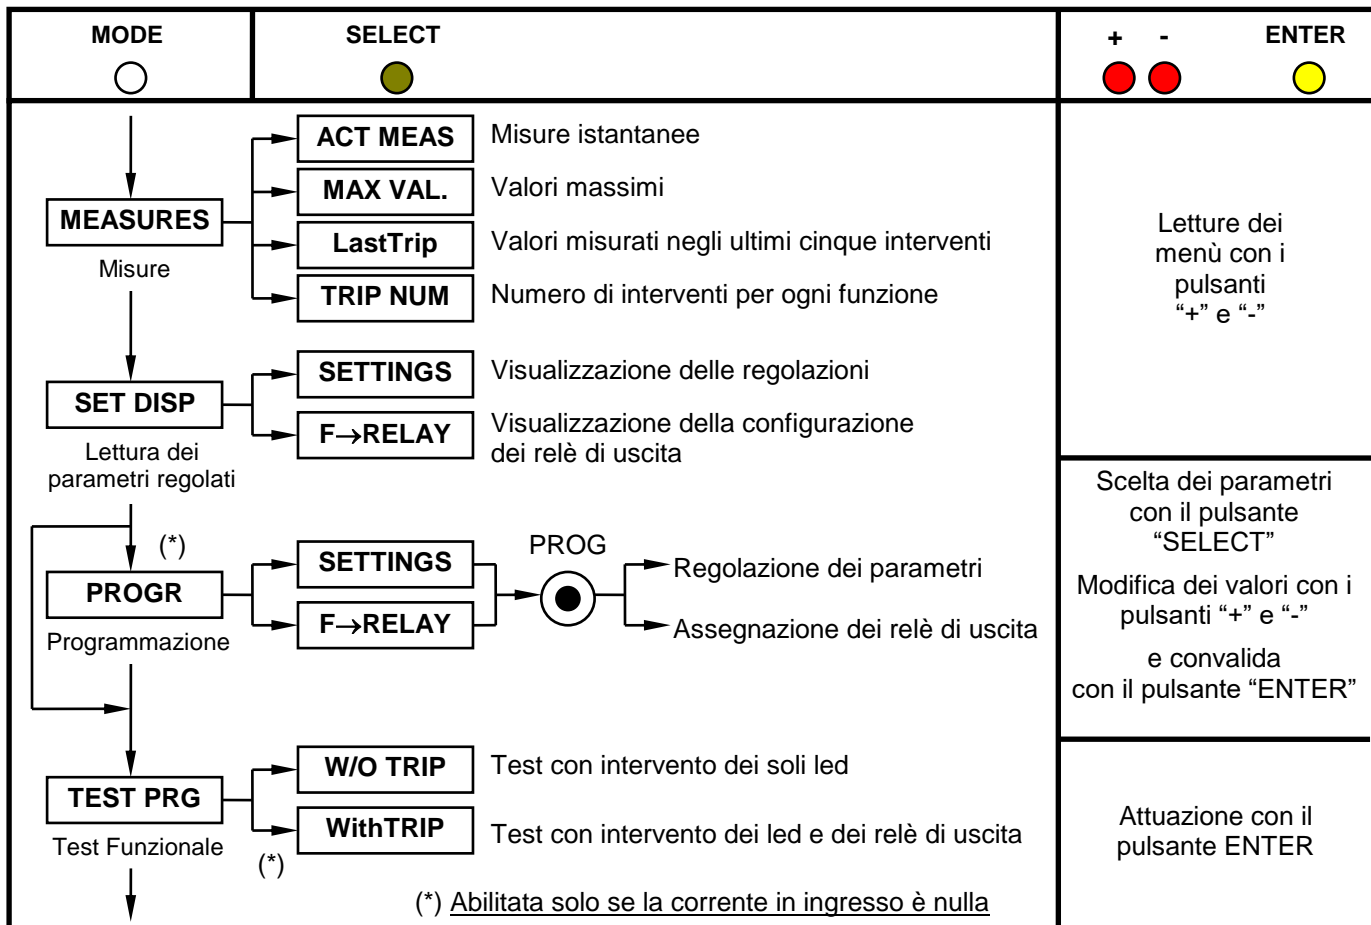 MODE
SELECT
+ -
ENTER
ACT MEAS
Misure istantanee
MAX VAL.
Valori massimi
MEASURES
Misure
LastTrip
Valori misurati negli ultimi cinque interventi
TRIP NUM
Numero di interventi per ogni funzione
Letture dei
menù con i
pulsanti
“+” e “-”
SET DISP
Lettura dei
parametri regolati
SETTINGS
Visualizzazione delle regolazioni
F→RELAY
Visualizzazione della configurazione
dei relè di uscita
(*)
PROGR
Programmazione
SETTINGS
F→RELAY
PROG
Regolazione dei parametri
Assegnazione dei relè di uscita
Scelta dei parametri
con il pulsante
“SELECT”
Modifica dei valori con i
pulsanti “+” e “-”
e convalida
con il pulsante “ENTER”
TEST PRG
Test Funzionale
W/O TRIP
Test con intervento dei soli led
WithTRIP
Test con intervento dei led e dei relè di uscita
(*)
Attuazione con il
pulsante ENTER
(*) Abilitata solo se la corrente in ingresso è nulla